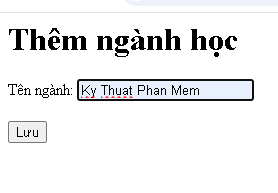 Thêm ngành học
Tên ngành: Ky Thuat Phan Mem
Lưu